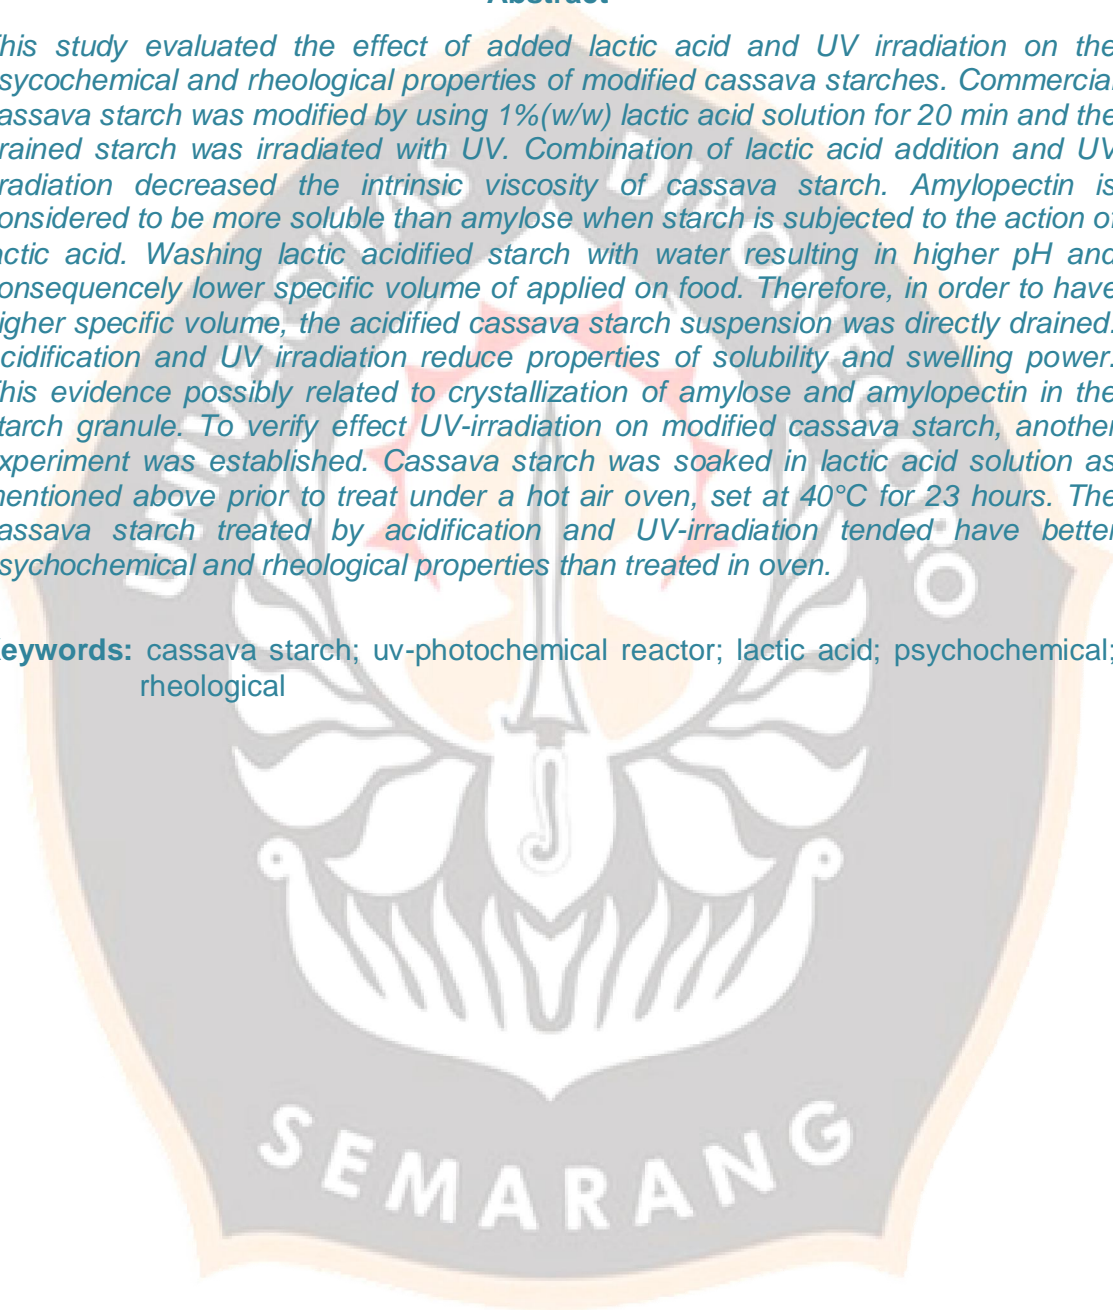 Abstract
This study evaluated the effect of added lactic acid and UV irradiation on the
sycochemical and rheological properties of modified cassava starches. Commercial
assava starch was modified by using 1%(w/w) lactic acid solution for 20 min and the
rained starch was irradiated with UV. Combination of lactic acid addition and UV
radiation decreased the intrinsic viscosity of cassava starch. Amylopectin is
onsidered to be more soluble than amylose when starch is subjected to the action of
actic acid. Washing lactic acidified starch with water resulting in higher pH and
onsequencely lower specific volume of applied on food. Therefore, in order to have
igher specific volume, the acidified cassava starch suspension was directly drained.
cidification and UV irradiation reduce properties of solubility and swelling power.
This evidence possibly related to crystallization of amylose and amylopectin in the
tarch granule. To verify effect UV-irradiation on modified cassava starch, another
xperiment was established. Cassava starch was soaked in lactic acid solution as
mentioned above prior to treat under a hot air oven, set at 40°C for 23 hours. The
assava starch treated by acidification and UV-irradiation tended have better
sychochemical and rheological properties than treated in oven.
Keywords: cassava starch; uv-photochemical reactor; lactic acid; psychochemical;
rheological
UNIVERSITAS DIPONEGORO
SEMARANG